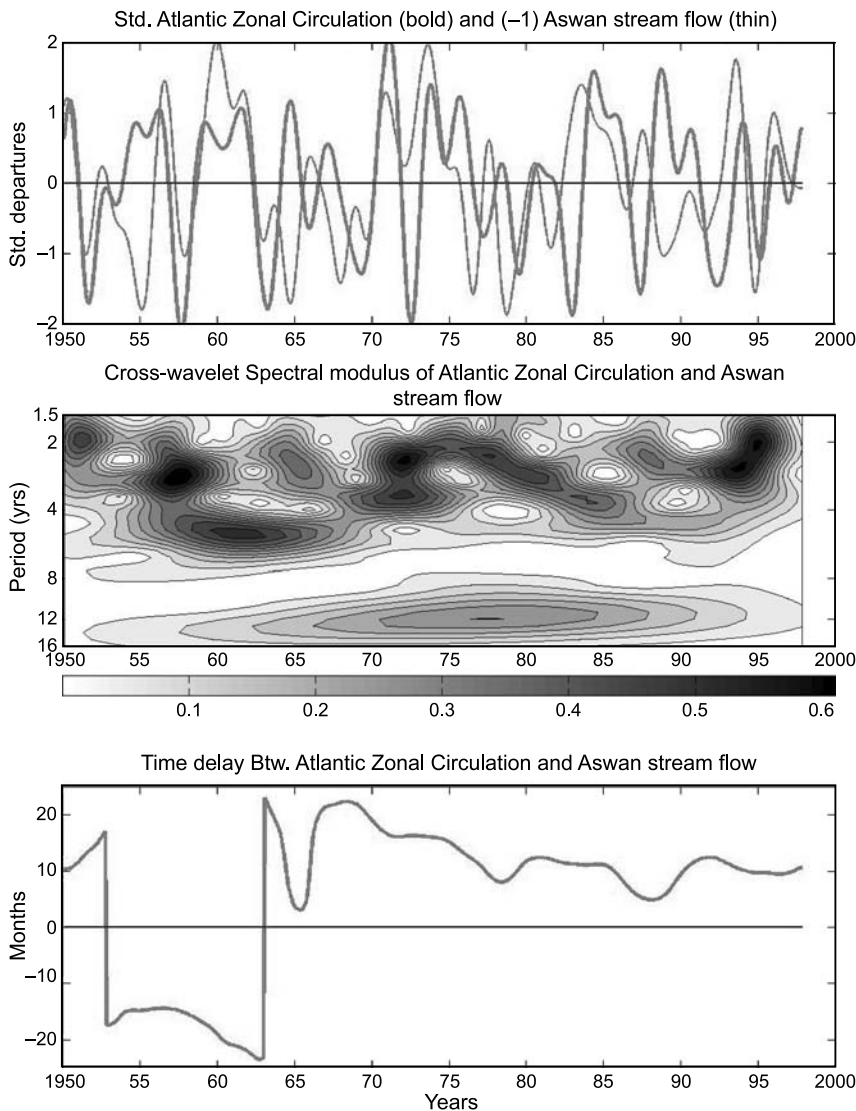 Std. Atlantic Zonal Circulation (bold) and (–1) Aswan stream flow (thin)
2
1
0
–1
–2
Std. departures
1950 55 60 65 70 75 80 85 90 95 2000
Cross-wavelet Spectral modulus of Atlantic Zonal Circulation and Aswan
stream flow
1.5
2
4
8
12
16
Period (yrs)
1950 55 60 65 70 75 80 85 90 95 2000
0.1 0.2 0.3 0.4 0.5 0.6
Time delay Btw. Atlantic Zonal Circulation and Aswan stream flow
20
10
0
–10
–20
Months
1950 55 60 65 70 75 80 85 90 95 2000
Years